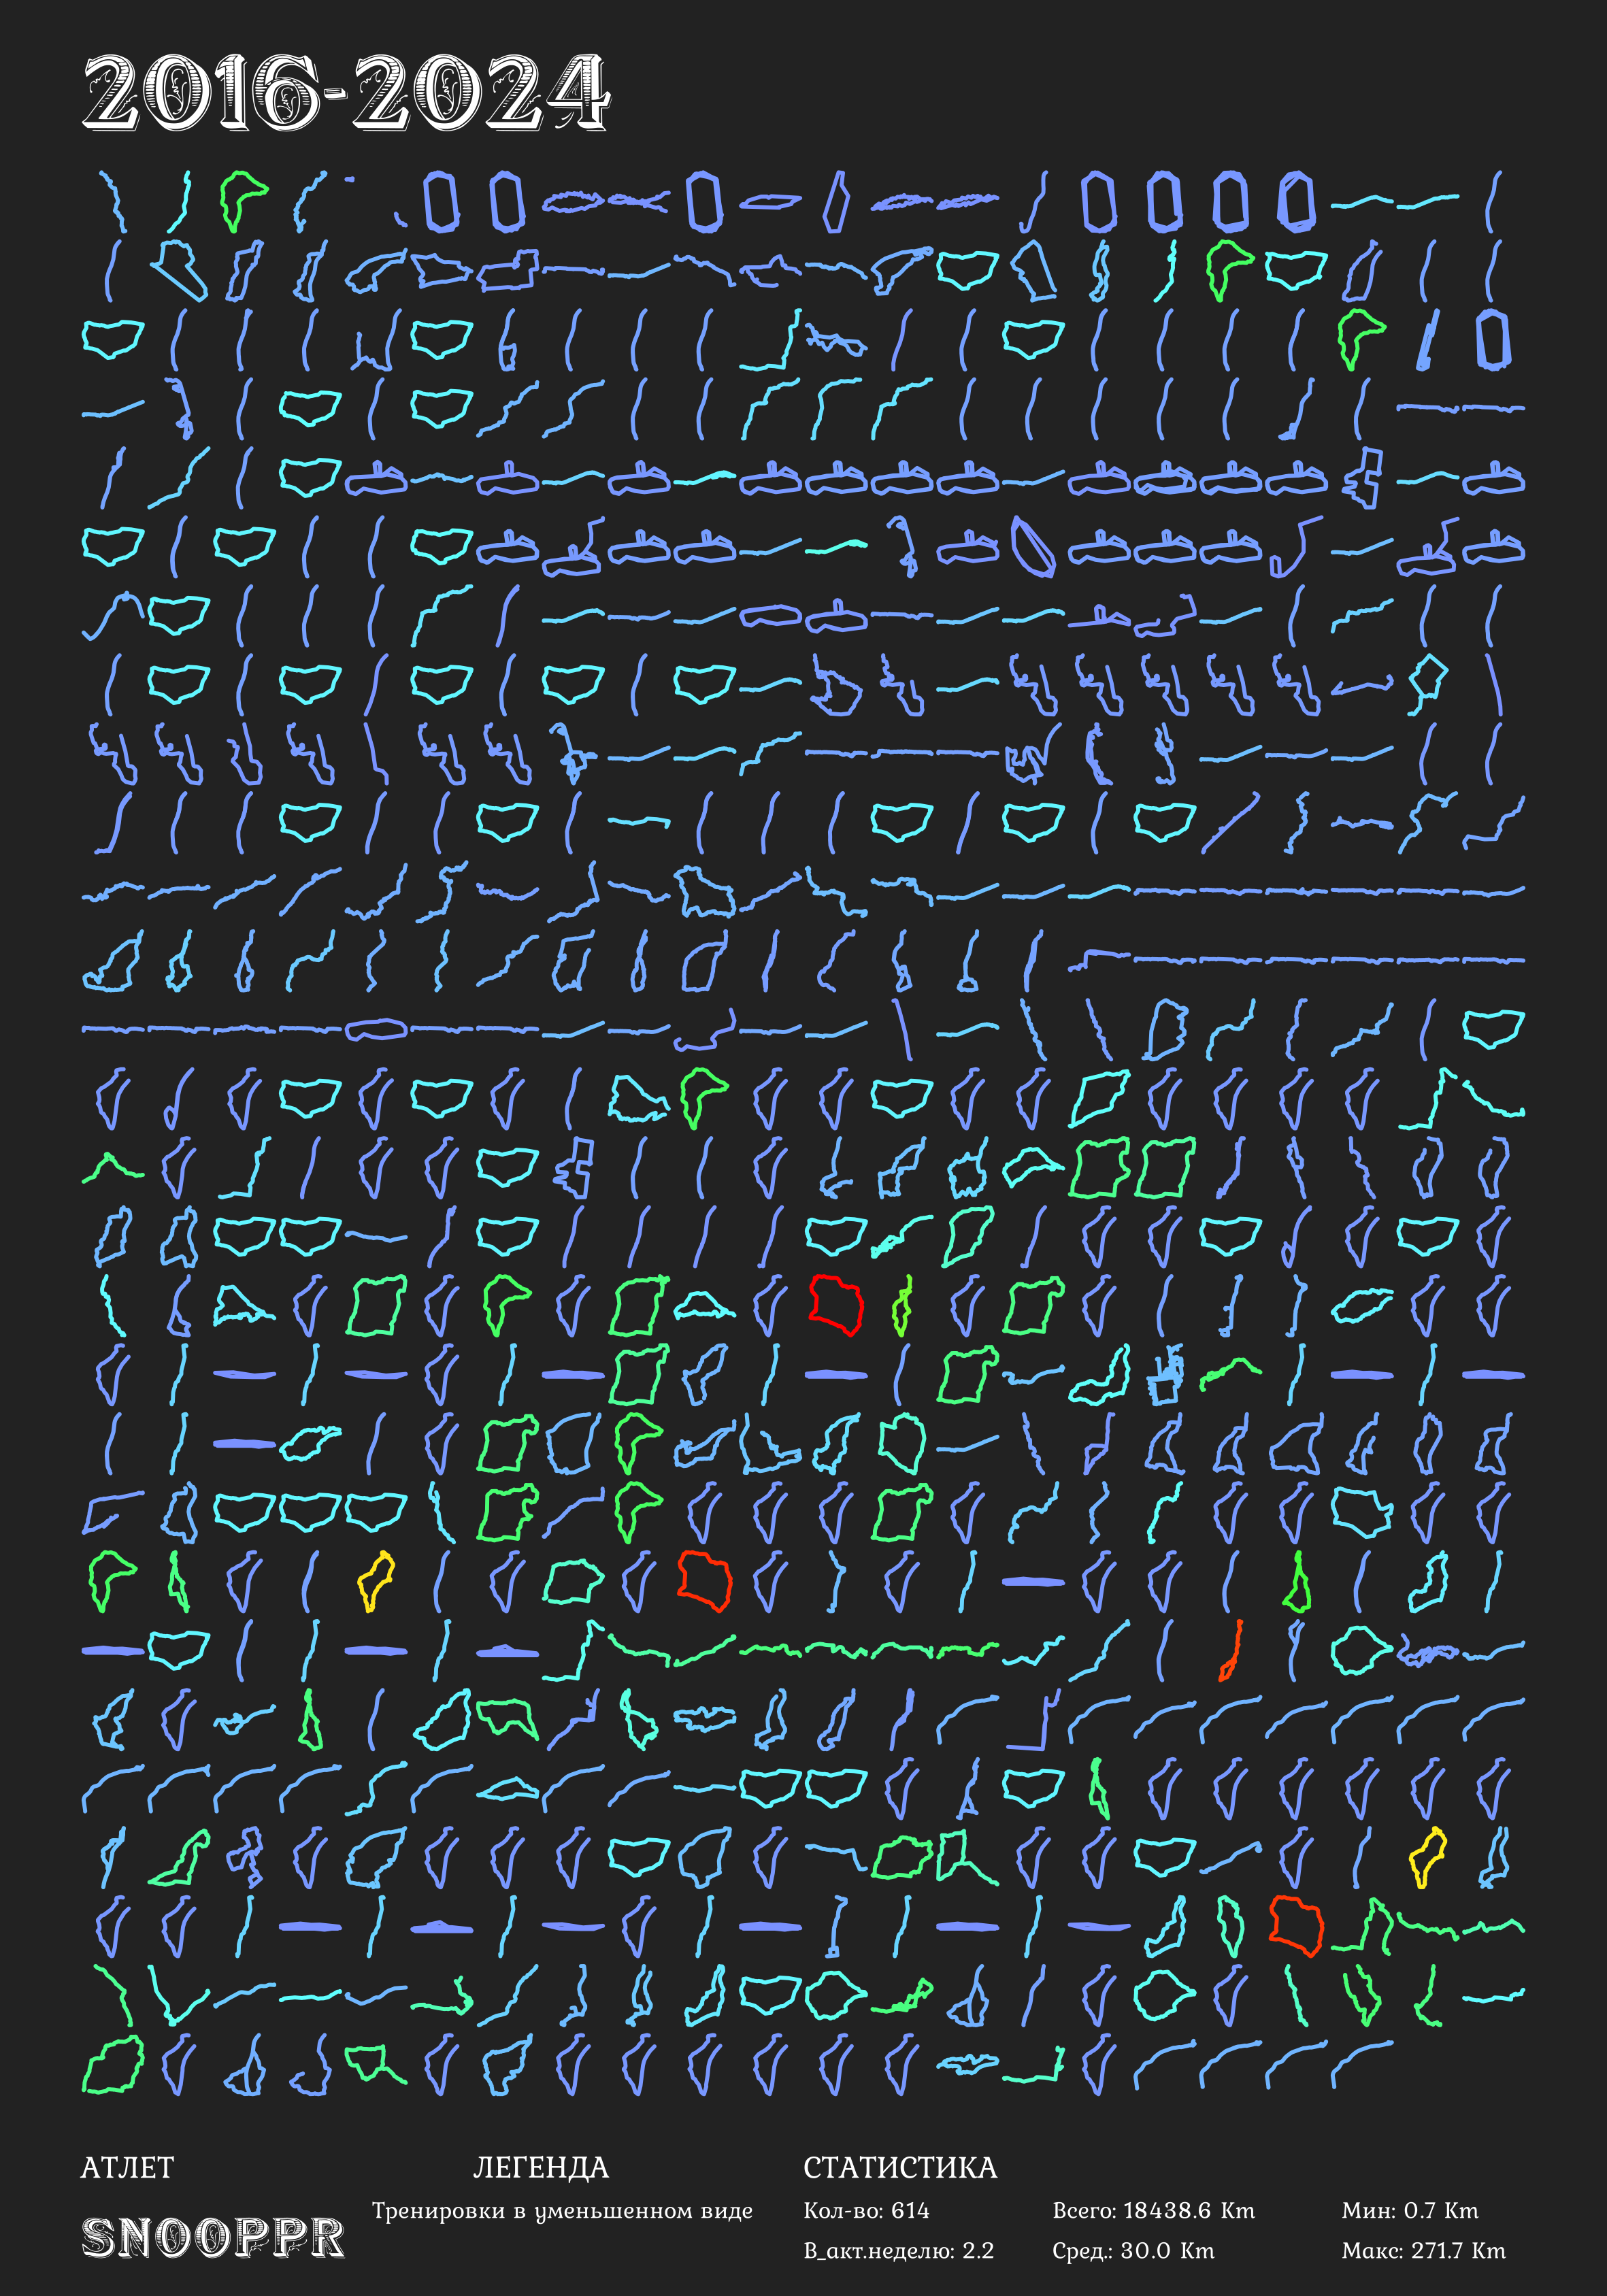 2016-2024
АТЛЕТ
SNOOPPR
ЛЕГЕНДА
Тренировки в уменьшенном виде
СТАТИСТИКА
Кол-во: 614
Всего: 18438.6 Km
Мин: 0.7 Km
В_акт.неделю: 2.2
Сред.: 30.0 Km
Макс: 271.7 Km